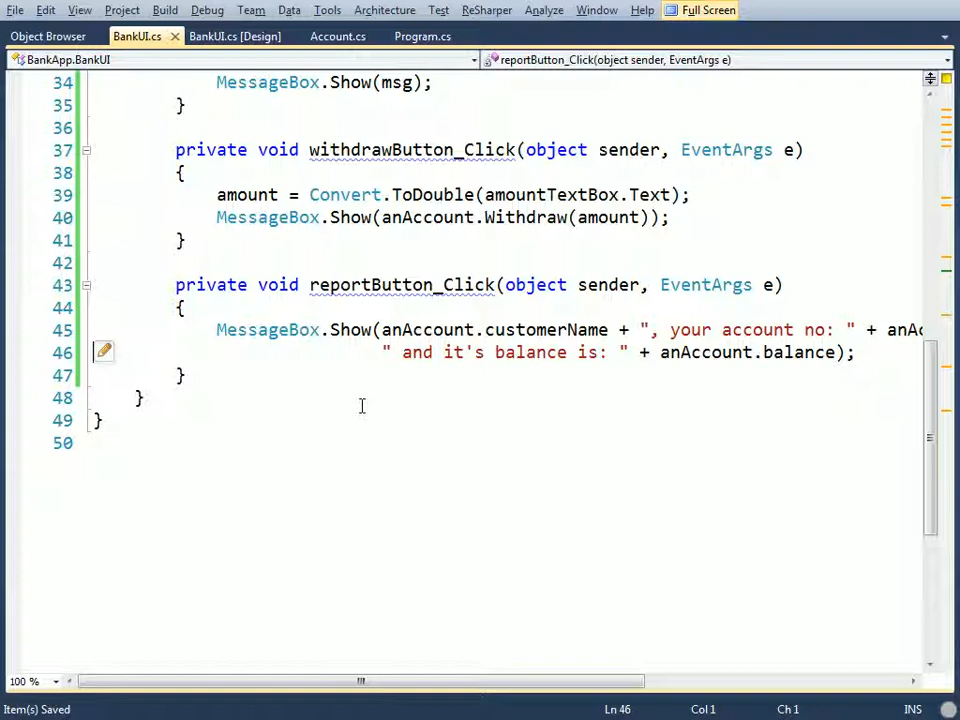 File Edit View Project Build Debug Team Data Tools Architecture Test ReSharper Analyze Window Help Full Screen
Object Browser BankUI.cs BankUI.cs [Design] Account.cs Program.cs
BankApp.BankUI reportButton_Click(object sender, EventArgs e)
34 MessageBox.Show(msg);
35 }
36
37 private void withdrawButton_Click(object sender, EventArgs e)
38 {
39 amount = Convert.ToDouble(amountTextBox.Text);
40 MessageBox.Show(anAccount.Withdraw(amount));
41 }
42
43 private void reportButton_Click(object sender, EventArgs e)
44 {
45 MessageBox.Show(anAccount.customerName + ", your account no: " + anAc
46 " and it's balance is: " + anAccount.balance);
47 }
48 }
49 }
50
100 %
Item(s) Saved Ln 46 Col 1 Ch 1 INS